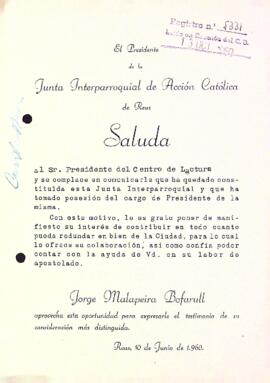 Registro n.º
El Presidente
de la
Junta Interparroquial de Acción Católica
de Reus
Saluda
al Sr. Presidente del Centro de Lectura
y se complace en comunicarle que ha quedado cons-
tituída esta Junta Interparroquial y que ha
tomado posesión del cargo de Presidente de la
misma.
Con este motivo, le es grato poner de mani-
fiesto su interés de contribuir en todo cuanto
pueda redundar en bien de la Ciudad, para lo cual
le ofrece su colaboración, así como confía poder
contar con la ayuda de Vd. en su labor de
apostolado.
Jorge Malapeira Bofarull
aprovecha esta oportunidad para expresarle el testimonio de su
consideración más distinguida.
Reus, 10 de Junio de 1.960.